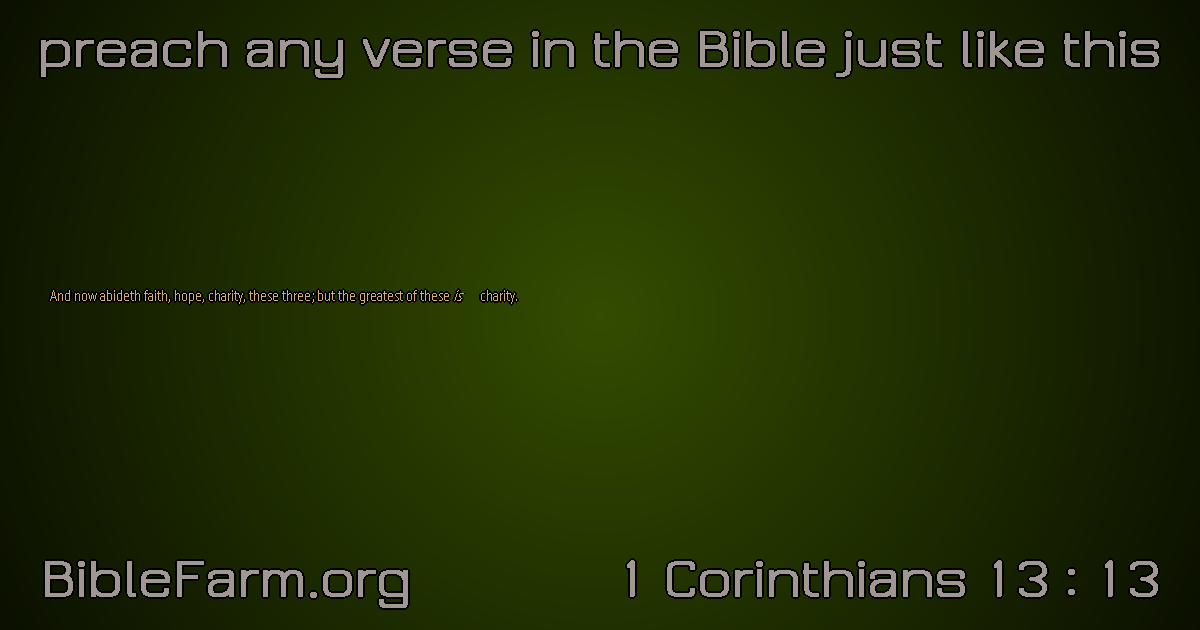 preach any verse in the Bible just like this
And now abideth faith, hope, charity, these three; but the greatest of these is charity.
BibleFarm.org
1 Corinthians 13 : 13